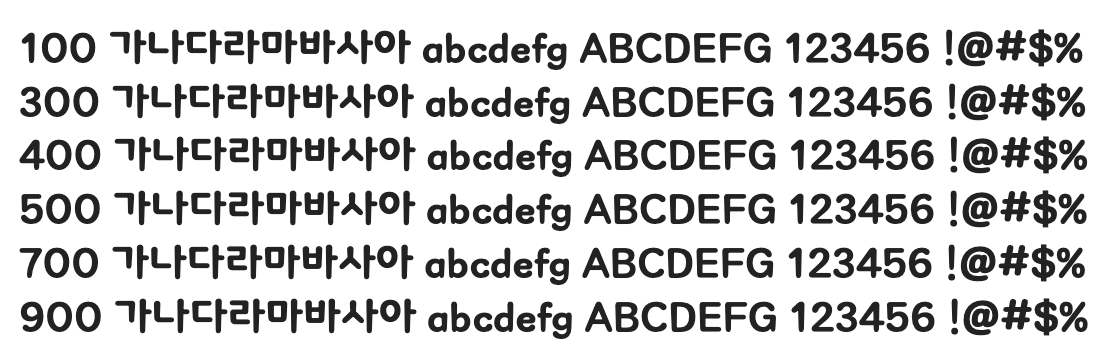 100 가나다라마바사아 abcdefg ABCDEFG 123456 !@#$%
300 가나다라마바사아 abcdefg ABCDEFG 123456 !@#$%
400 가나다라마바사아 abcdefg ABCDEFG 123456 !@#$%
500 가나다라마바사아 abcdefg ABCDEFG 123456 !@#$%
700 가나다라마바사아 abcdefg ABCDEFG 123456 !@#$%
900 가나다라마바사아 abcdefg ABCDEFG 123456 !@#$%